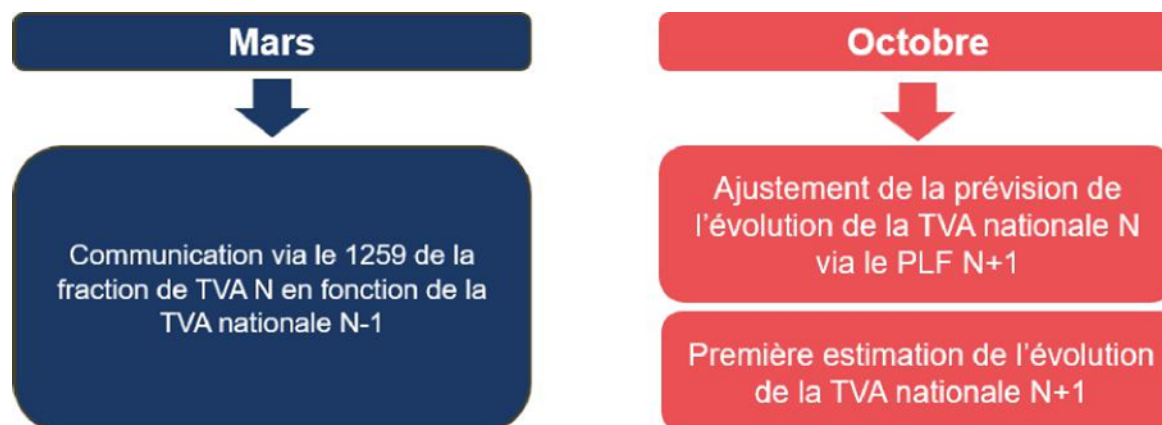 Mars
Communication via le 1259 de la
fraction de TVA N en fonction de la
TVA nationale N-1
Octobre
Ajustement de la prévision de
l'évolution de la TVA nationale N
via le PLF N+1
Première estimation de l'évolution
de la TVA nationale N+1